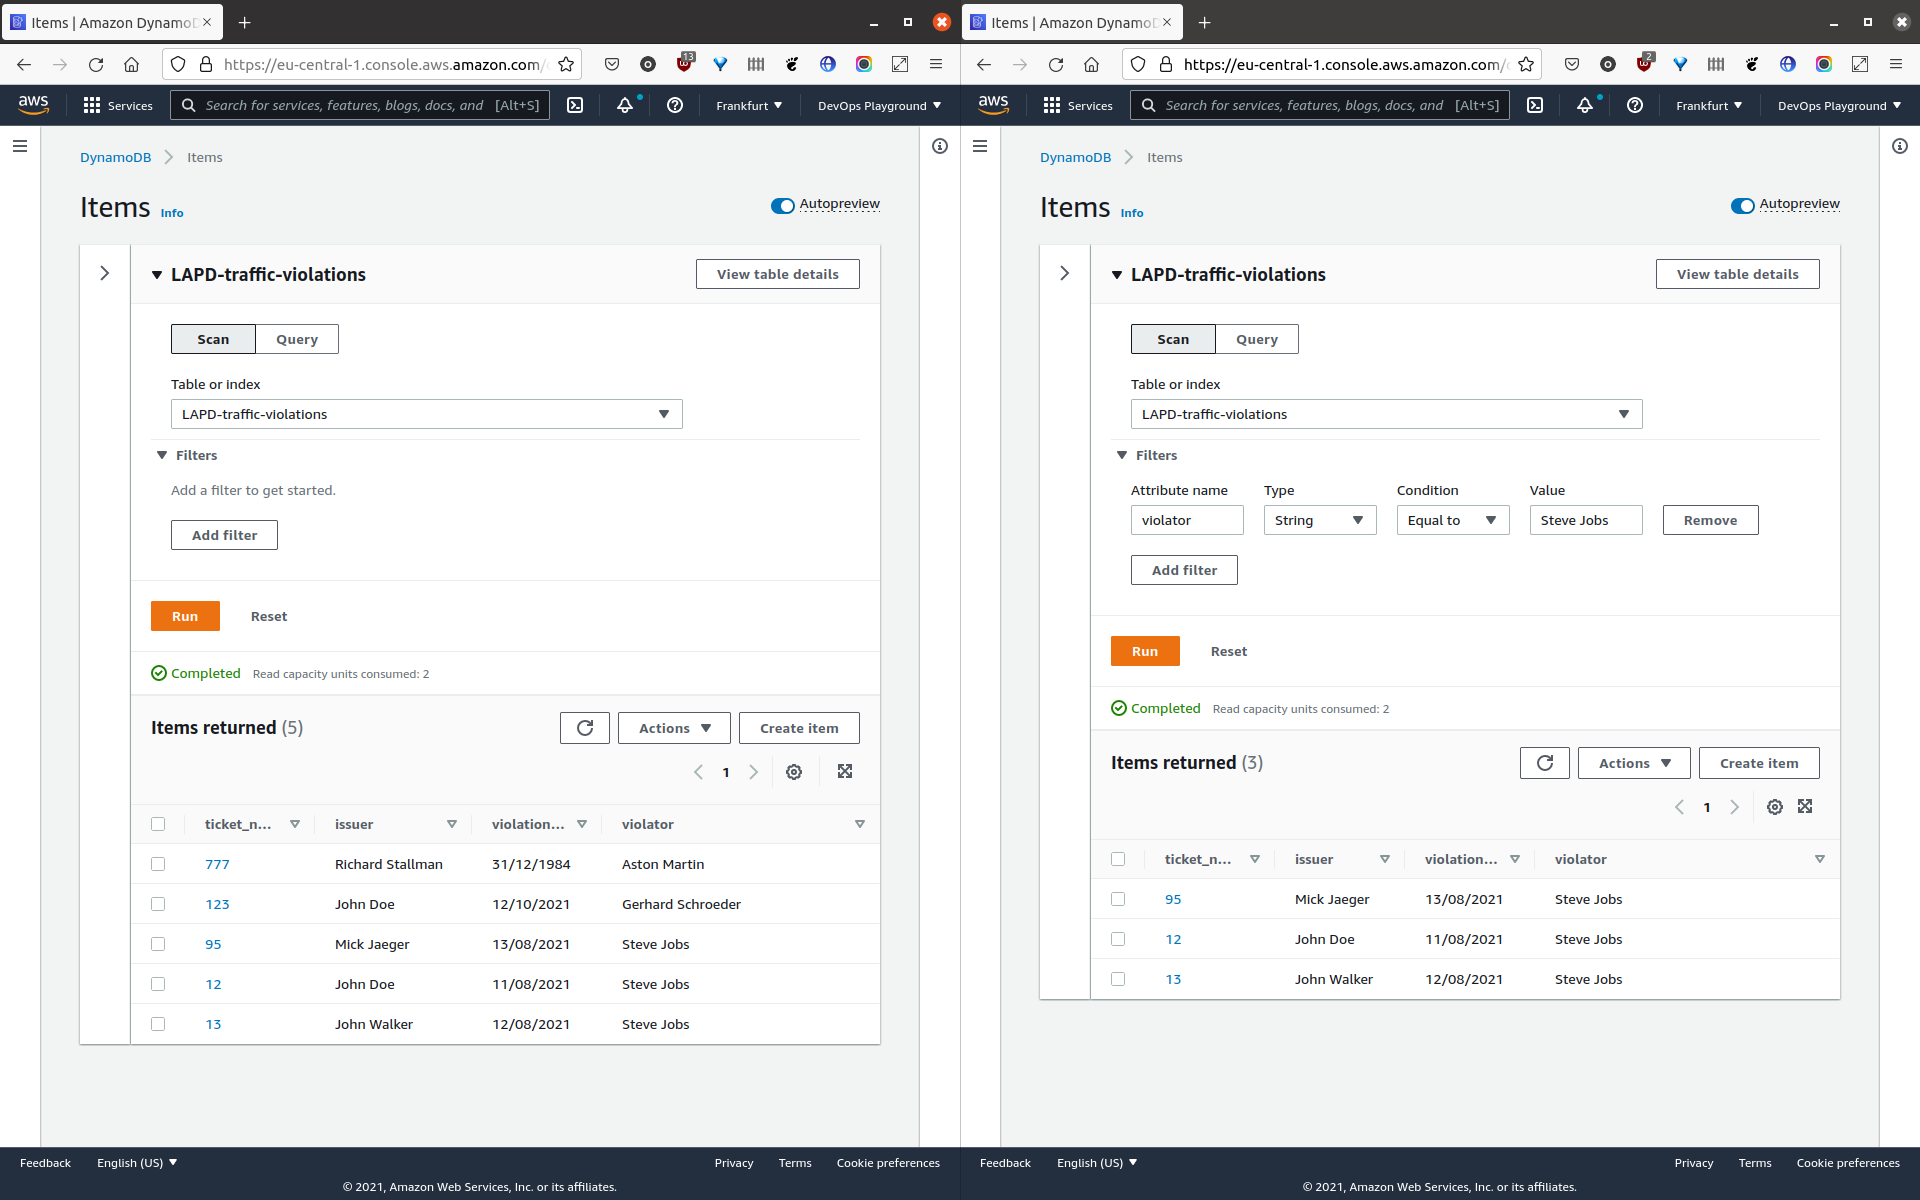 Items | Amazon DynamoD
https://eu-central-1.console.aws.amazon.com/
13
aws
Services
Search for services, features, blogs, docs, and [Alt+S]
Frankfurt
DevOps Playground
DynamoDB
Items
Items Info
Autopreview
LAPD-traffic-violations
View table details
Scan
Query
Table or index
LAPD-traffic-violations
Filters
Add a filter to get started.
Add filter
Run
Reset
Completed
Read capacity units consumed: 2
Items returned (5)
Actions
Create item
1
ticket_n... issuer violation... violator
777 Richard Stallman 31/12/1984 Aston Martin
123 John Doe 12/10/2021 Gerhard Schroeder
95 Mick Jaeger 13/08/2021 Steve Jobs
12 John Doe 11/08/2021 Steve Jobs
13 John Walker 12/08/2021 Steve Jobs
Feedback English (US) Privacy Terms Cookie preferences
© 2021, Amazon Web Services, Inc. or its affiliates.
Items | Amazon DynamoD
https://eu-central-1.console.aws.amazon.com/
2
aws
Services
Search for services, features, blogs, docs, and [Alt+S]
Frankfurt
DevOps Playground
DynamoDB
Items
Items Info
Autopreview
LAPD-traffic-violations
View table details
Scan
Query
Table or index
LAPD-traffic-violations
Filters
Attribute name Type Condition Value
violator String Equal to Steve Jobs Remove
Add filter
Run
Reset
Completed
Read capacity units consumed: 2
Items returned (3)
Actions
Create item
1
ticket_n... issuer violation... violator
95 Mick Jaeger 13/08/2021 Steve Jobs
12 John Doe 11/08/2021 Steve Jobs
13 John Walker 12/08/2021 Steve Jobs
Feedback English (US) Privacy Terms Cookie preferences
© 2021, Amazon Web Services, Inc. or its affiliates.